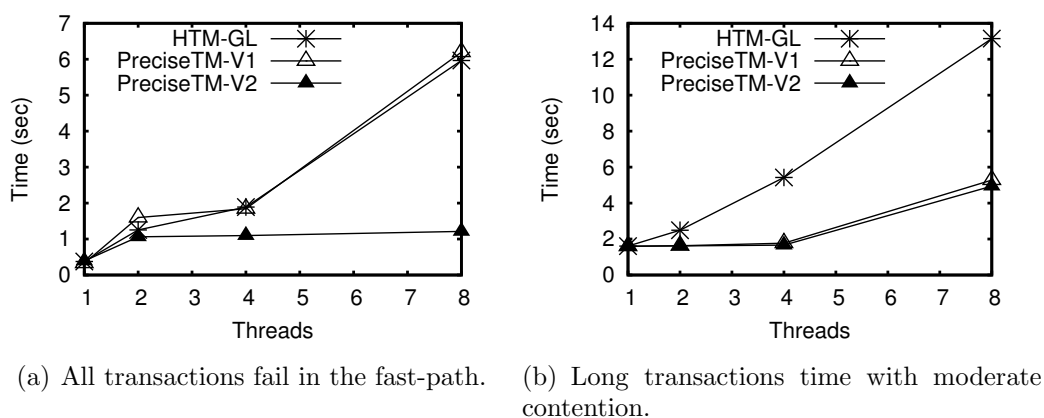 7
6
5
4
3
2
1
0
Time (sec)
HTM-GL
PreciseTM-V1
PreciseTM-V2
1 2 3 4 5 6 7 8
Threads
14
12
10
8
6
4
2
0
Time (sec)
HTM-GL
PreciseTM-V1
PreciseTM-V2
1 2 3 4 5 6 7 8
Threads
(a) All transactions fail in the fast-path.
(b) Long transactions time with moderate
contention.